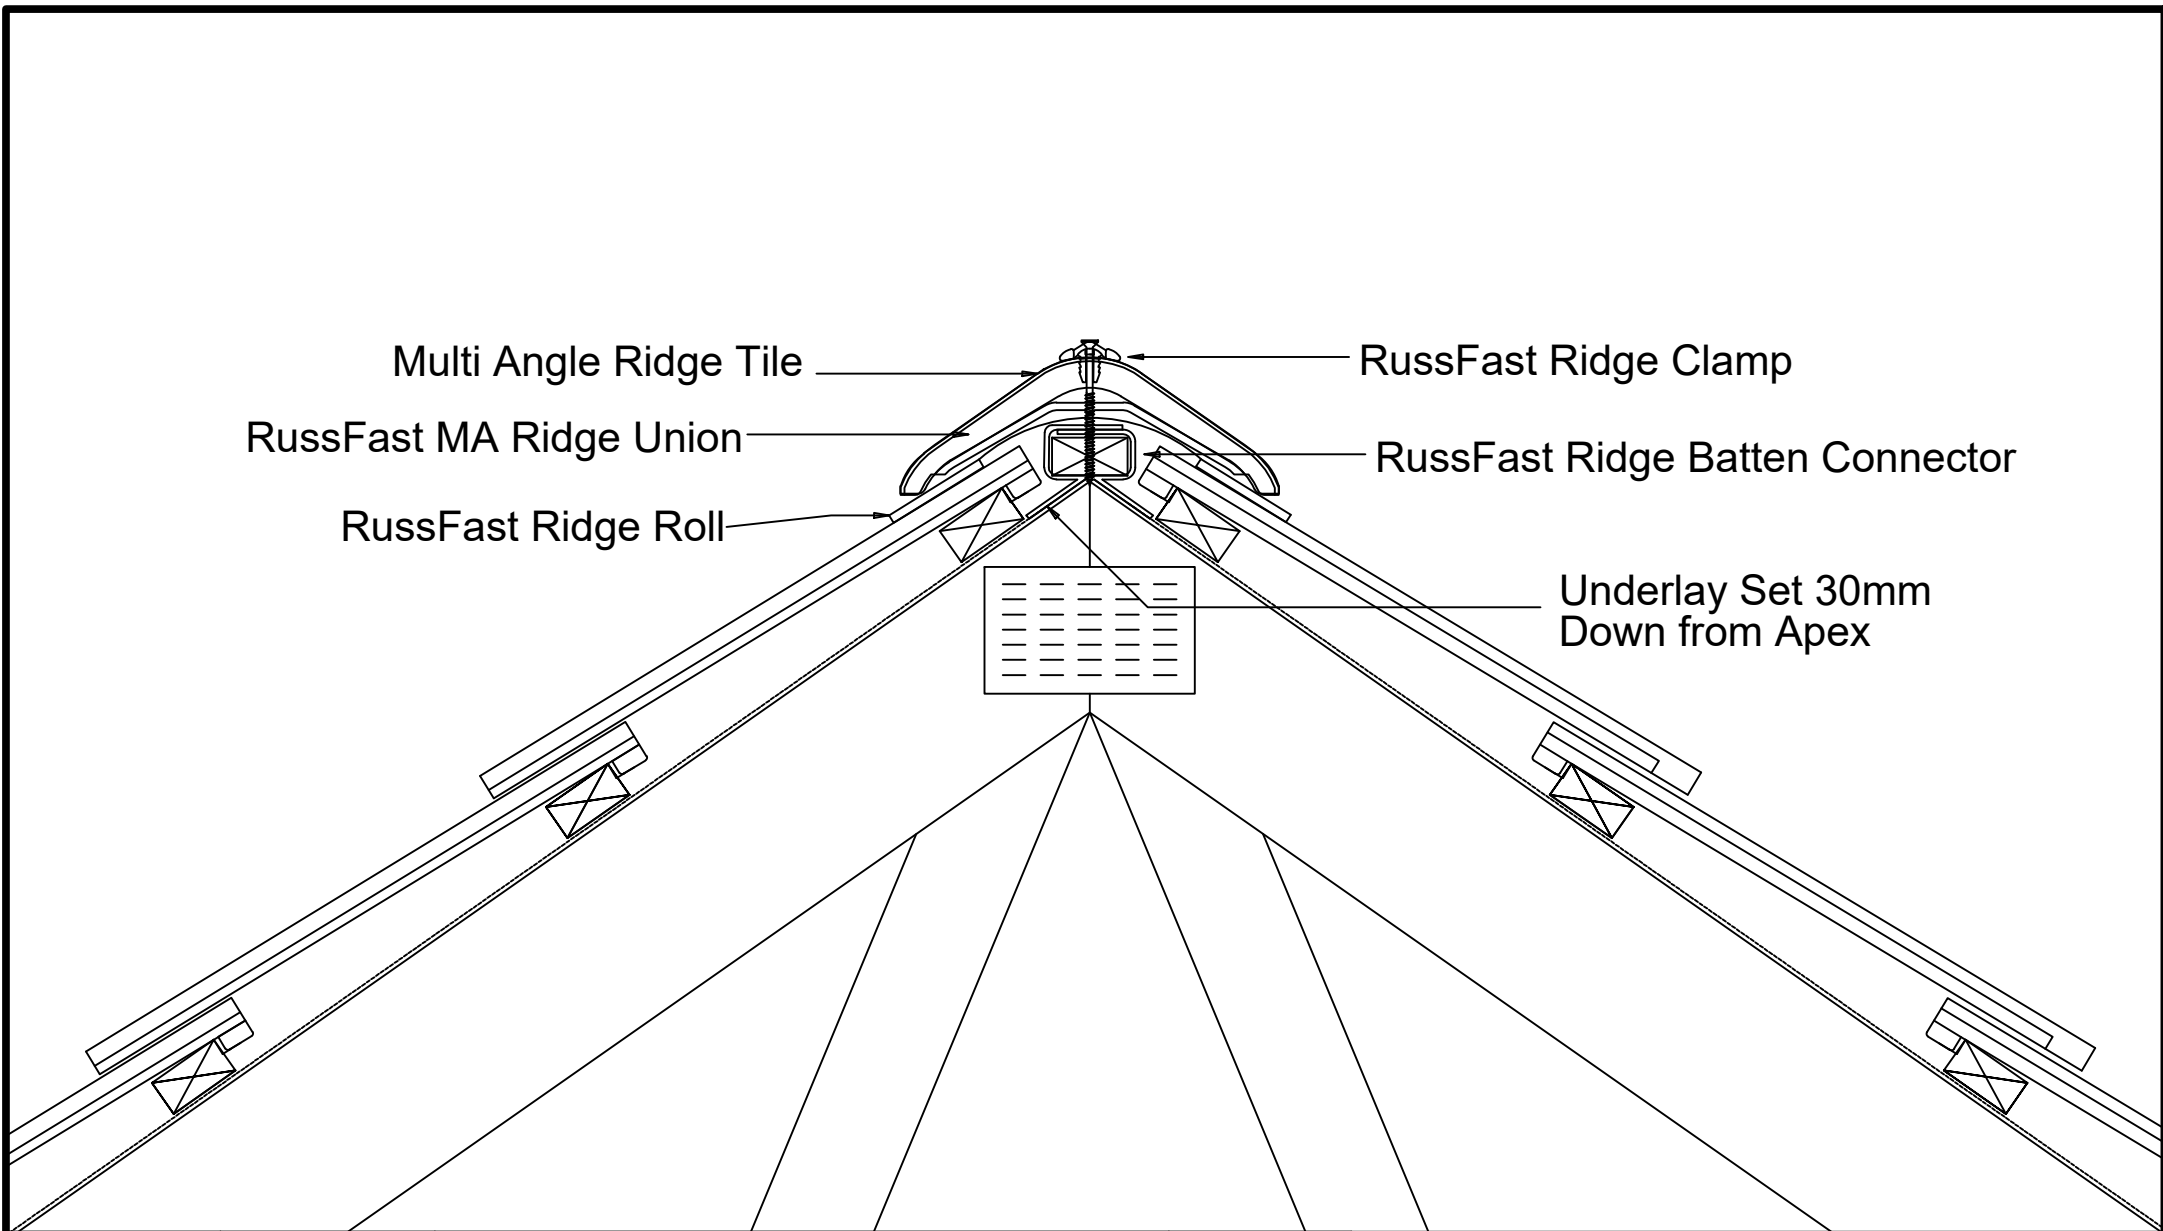 Multi Angle Ridge Tile
RussFast Ridge Clamp
RussFast MA Ridge Union
RussFast Ridge Batten Connector
RussFast Ridge Roll
Underlay Set 30mm
Down from Apex